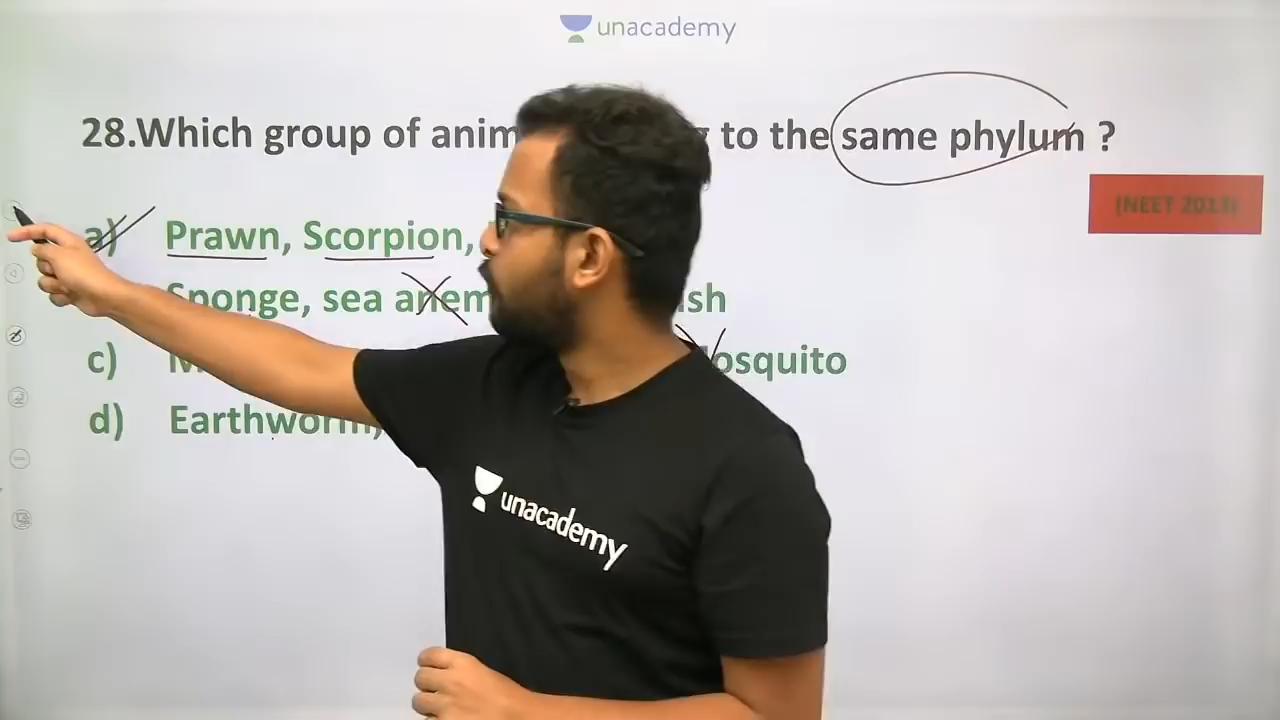 unacademy
28.Which group of anim to the same phylum ?
(NEET 2013)
a) Prawn, Scorpion,
Sponge, sea anem ish
c) M osquito
d) Earthworm,
unacademy